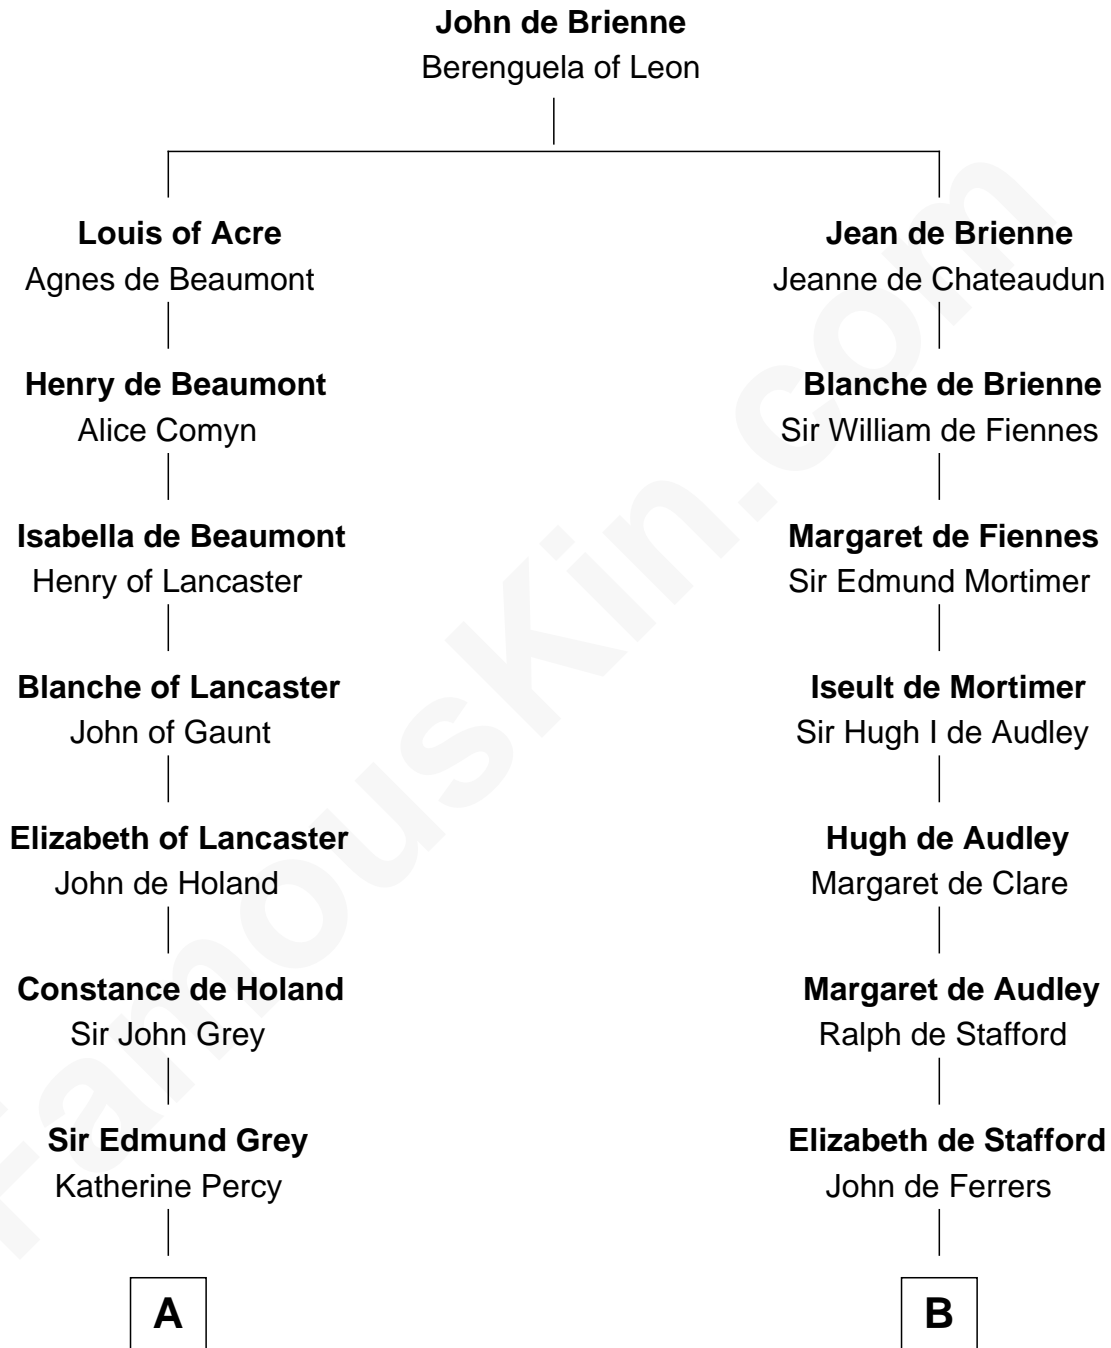 John de Brienne
Berenguela of Leon
Louis of Acre
Agnes de Beaumont
Jean de Brienne
Jeanne de Chateaudun
Henry de Beaumont
Alice Comyn
Blanche de Brienne
Sir William de Fiennes
Isabella de Beaumont
Henry of Lancaster
Margaret de Fiennes
Sir Edmund Mortimer
Blanche of Lancaster
John of Gaunt
Iseult de Mortimer
Sir Hugh I de Audley
Elizabeth of Lancaster
John de Holand
Hugh de Audley
Margaret de Clare
Constance de Holand
Sir John Grey
Margaret de Audley
Ralph de Stafford
Sir Edmund Grey
Katherine Percy
Elizabeth de Stafford
John de Ferrers
A
B
FamousKin.com